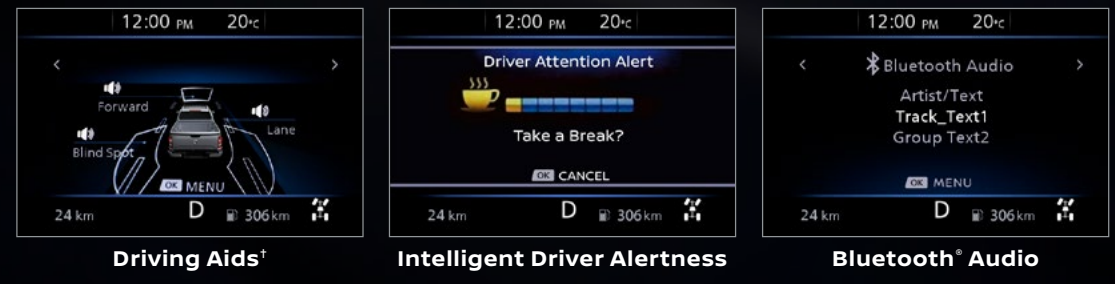 12:00 PM 20°C
Forward
Lane
Blind Spot
OK MENU
24 km D 306 km
Driving Aids†
12:00 PM 20°C
Driver Attention Alert
Take a Break?
OK CANCEL
24 km D 306 km
Intelligent Driver Alertness
12:00 PM 20°C
Bluetooth Audio
Artist/Text
Track_Text1
Group Text2
OK MENU
24 km D 306 km
Bluetooth® Audio